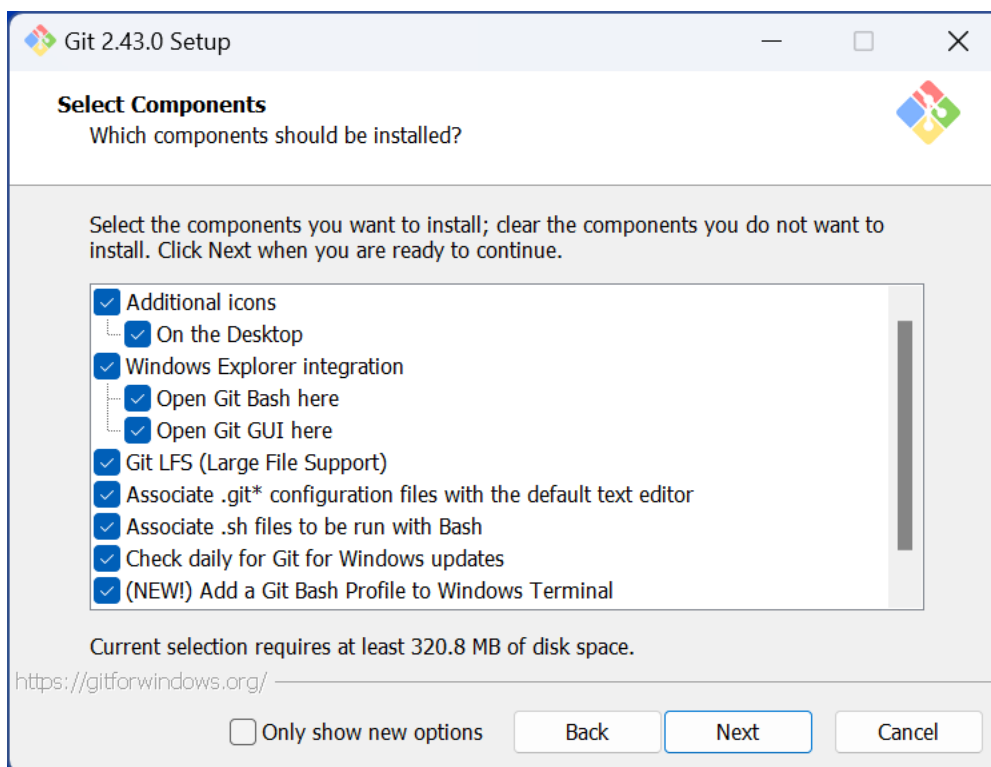 Git 2.43.0 Setup
Select Components
Which components should be installed?
Select the components you want to install; clear the components you do not want to
install. Click Next when you are ready to continue.
Additional icons
On the Desktop
Windows Explorer integration
Open Git Bash here
Open Git GUI here
Git LFS (Large File Support)
Associate .git* configuration files with the default text editor
Associate .sh files to be run with Bash
Check daily for Git for Windows updates
(NEW!) Add a Git Bash Profile to Windows Terminal
Current selection requires at least 320.8 MB of disk space.
https://gitforwindows.org/
Only show new options
Back
Next
Cancel